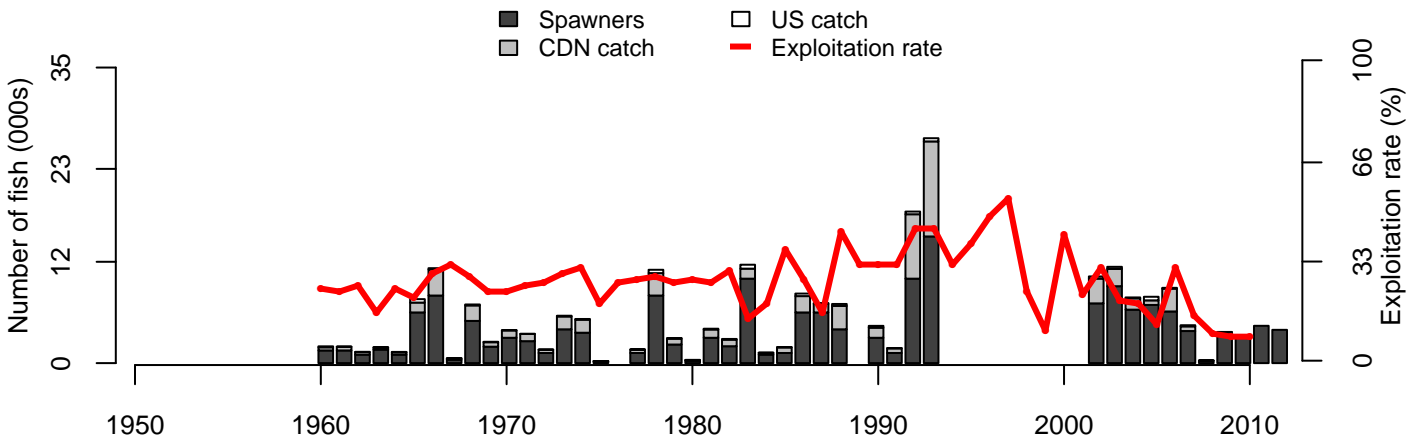 Spawners
CDN catch
US catch
Exploitation rate
Number of fish (000s)
35
23
12
0
100
66
33
0
Exploitation rate (%)
1950 1960 1970 1980 1990 2000 2010